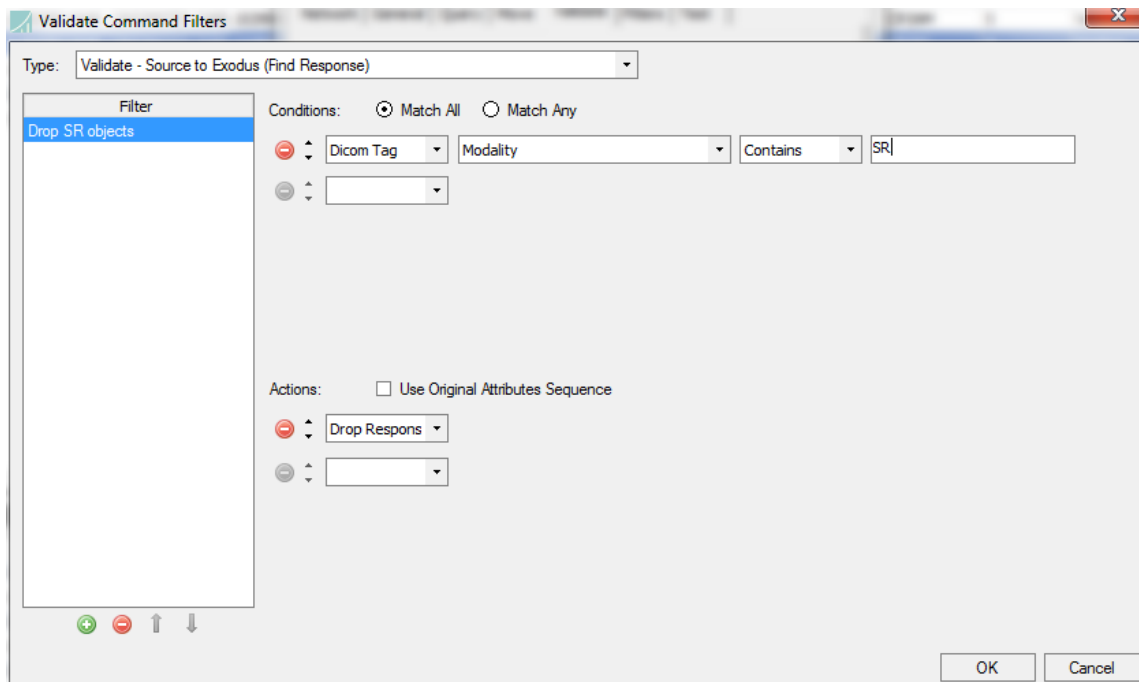 Validate Command Filters
Type: Validate - Source to Exodus (Find Response)
Filter
Drop SR objects
Conditions: Match All Match Any
Dicom Tag Modality Contains SR
Actions: Use Original Attributes Sequence
Drop Respons
OK Cancel